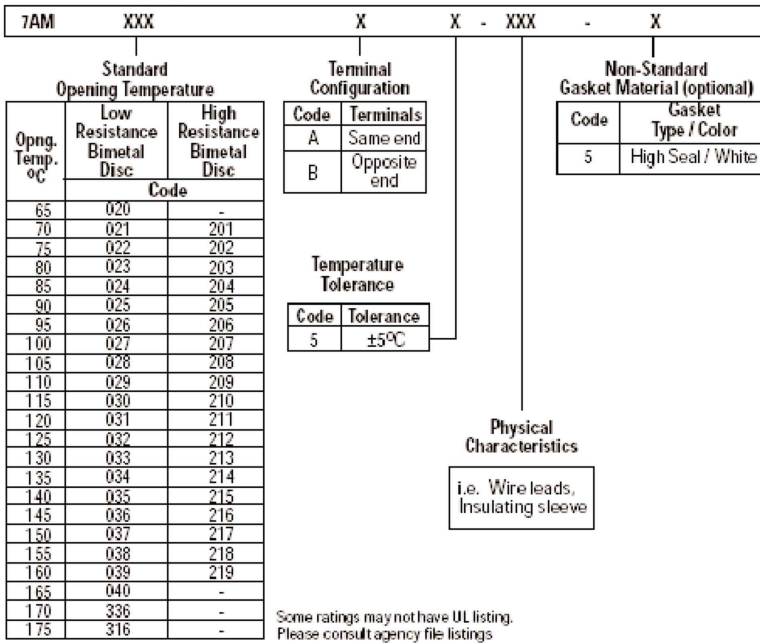 7AM XXX X X - XXX - X
Standard
Opening Temperature
Opng.
Temp.
ºC
Low
Resistance
Bimetal
Disc
High
Resistance
Bimetal
Disc
Code
65 020 -
70 021 201
75 022 202
80 023 203
85 024 204
90 025 205
95 026 206
100 027 207
105 028 208
110 029 209
115 030 210
120 031 211
125 032 212
130 033 213
135 034 214
140 035 215
145 036 216
150 037 217
155 038 218
160 039 219
165 040 -
170 336 -
175 316 -
Terminal
Configuration
Code Terminals
A Same end
B Opposite
end
Temperature
Tolerance
Code Tolerance
5 ±5ºC
Physical
Characteristics
i.e. Wire leads,
Insulating sleeve
Non-Standard
Gasket Material (optional)
Code Gasket
Type / Color
5 High Seal / White
Some ratings may not have UL listing.
Please consult agency file listings